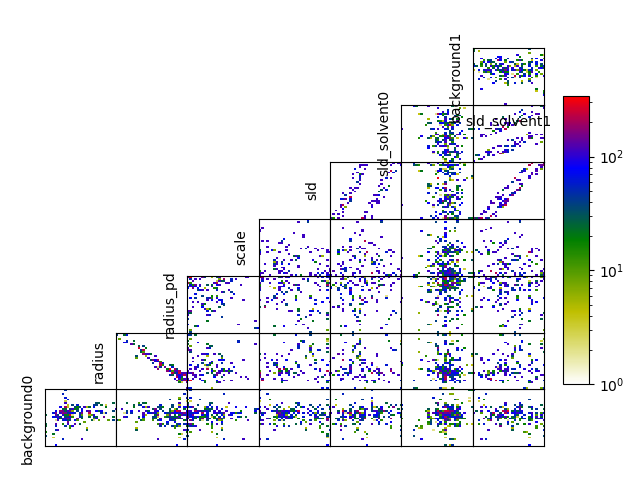 background1
sld_solvent1
sld_solvent0
sld
scale
radius_pd
radius
background0
10²
10¹
10⁰